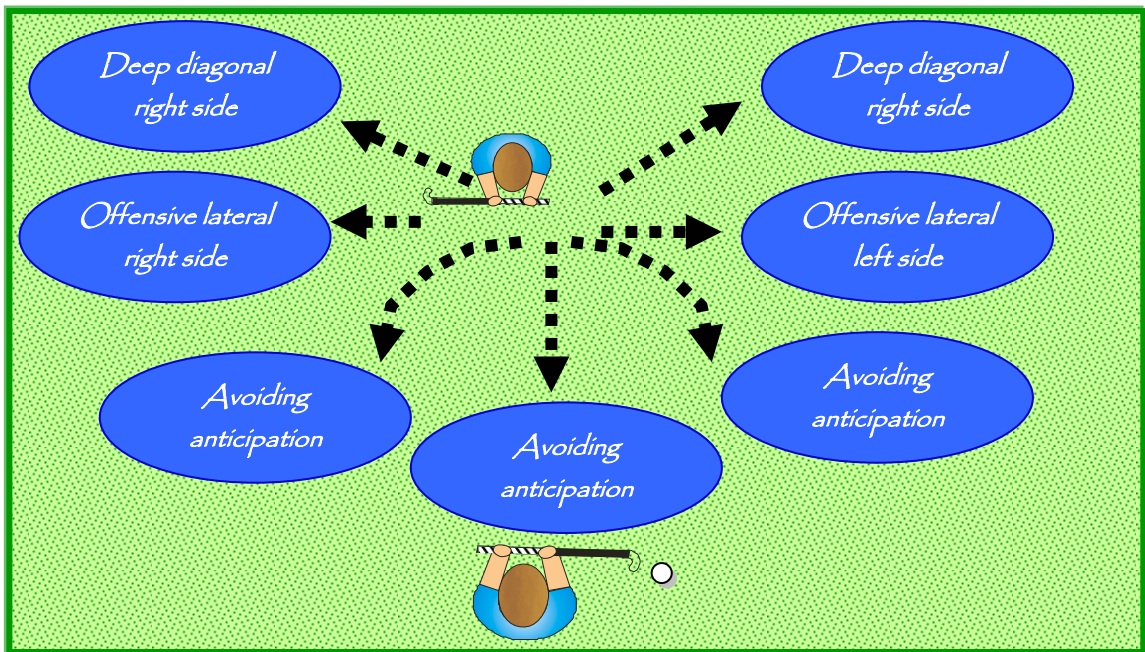 Deep diagonal
right side
Deep diagonal
right side
Offensive lateral
right side
Offensive lateral
left side
Avoiding
anticipation
Avoiding
anticipation
Avoiding
anticipation